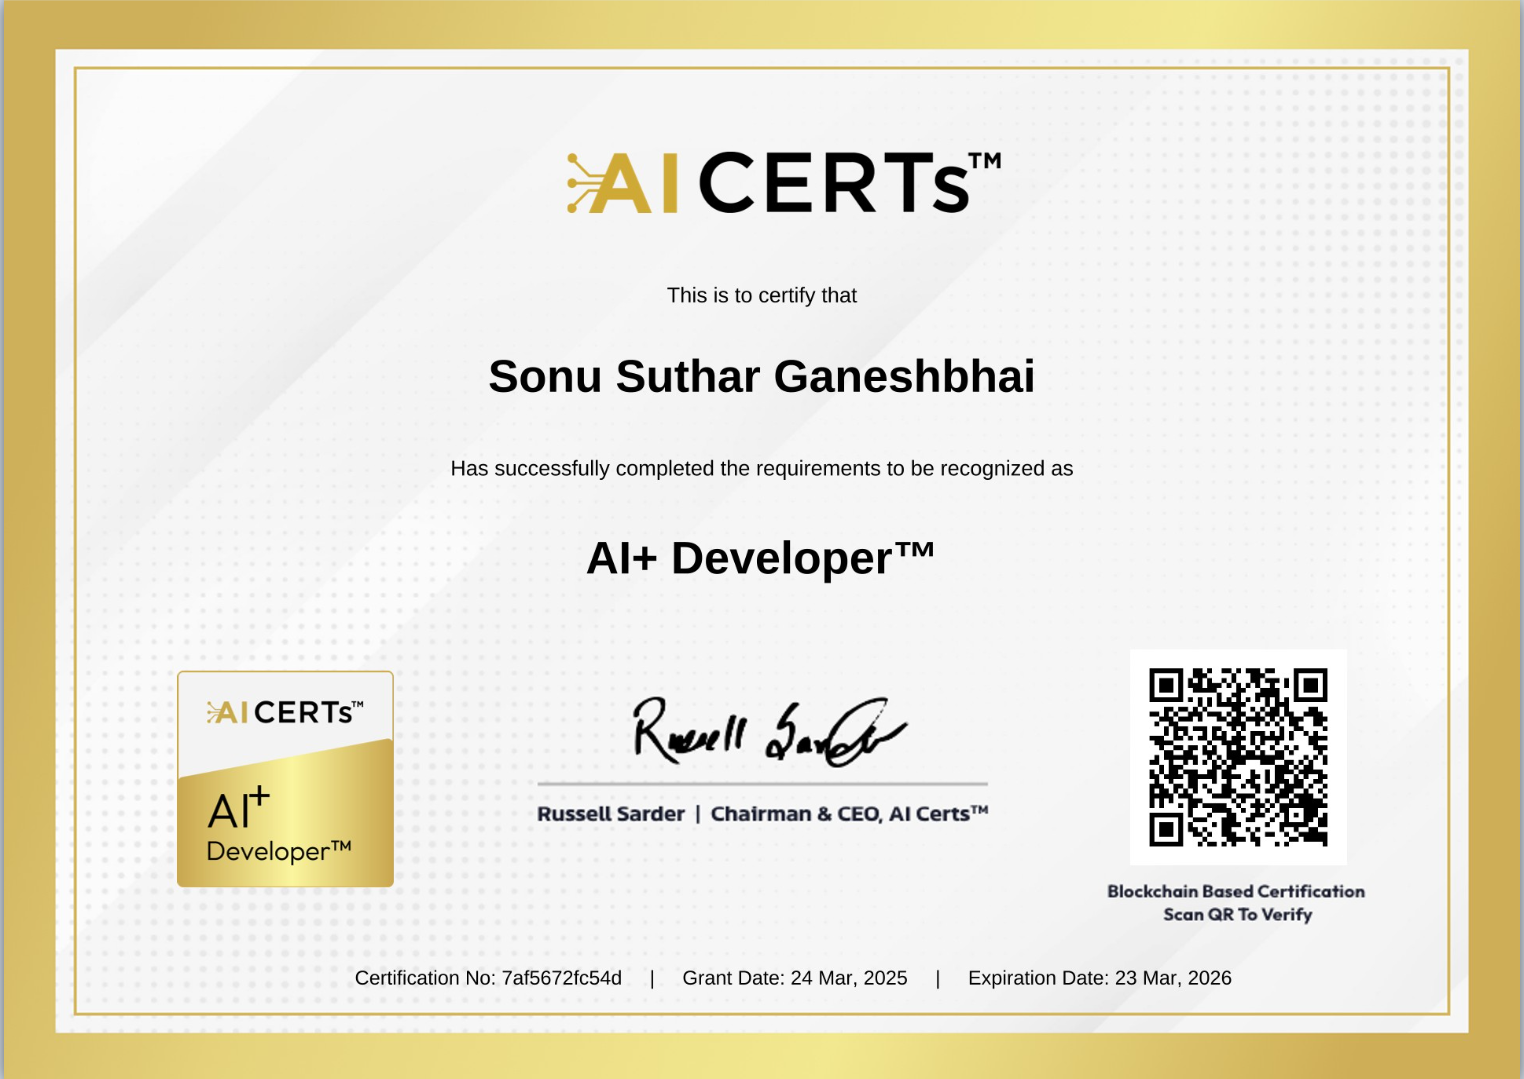 AI CERTs™
This is to certify that
Sonu Suthar Ganeshbhai
Has successfully completed the requirements to be recognized as
AI+ Developer™
AI CERTs™
AI+
Developer™
Russell Sarder
Russell Sarder | Chairman & CEO, AI Certs™
Blockchain Based Certification
Scan QR To Verify
Certification No: 7af5672fc54d | Grant Date: 24 Mar, 2025 | Expiration Date: 23 Mar, 2026